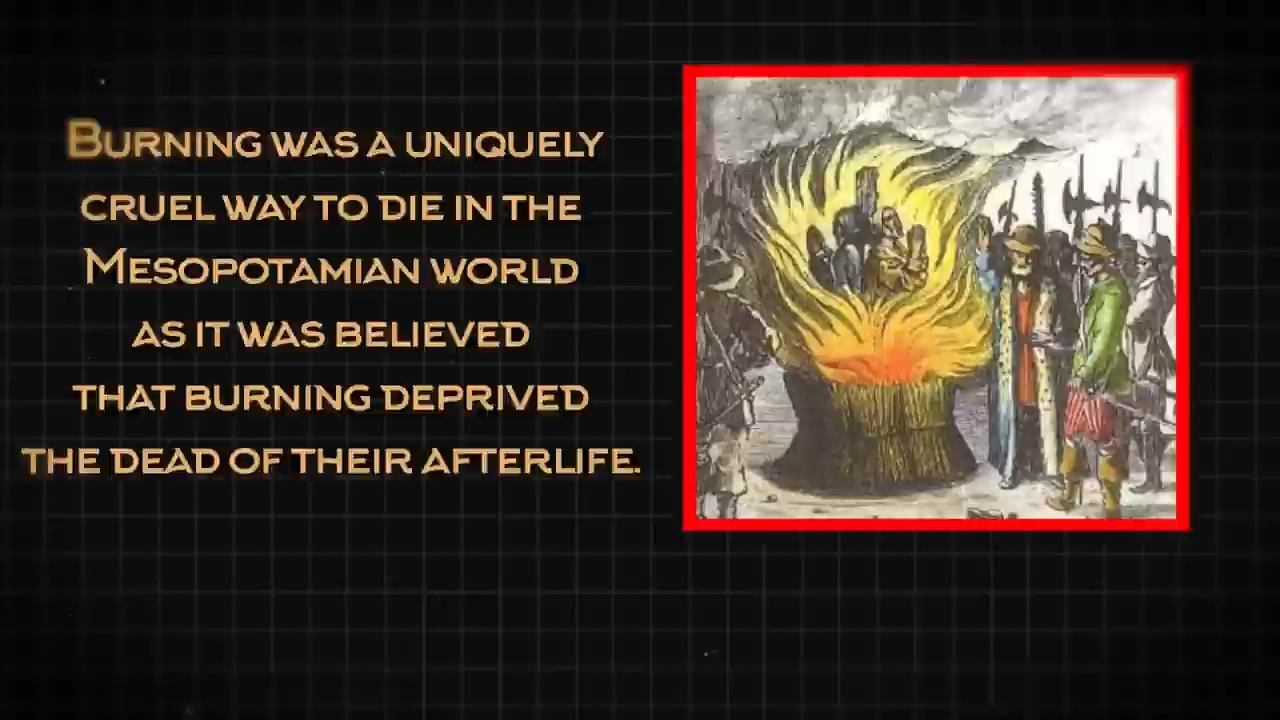 Burning was a uniquely
cruel way to die in the
Mesopotamian world
as it was believed
that burning deprived
the dead of their afterlife.